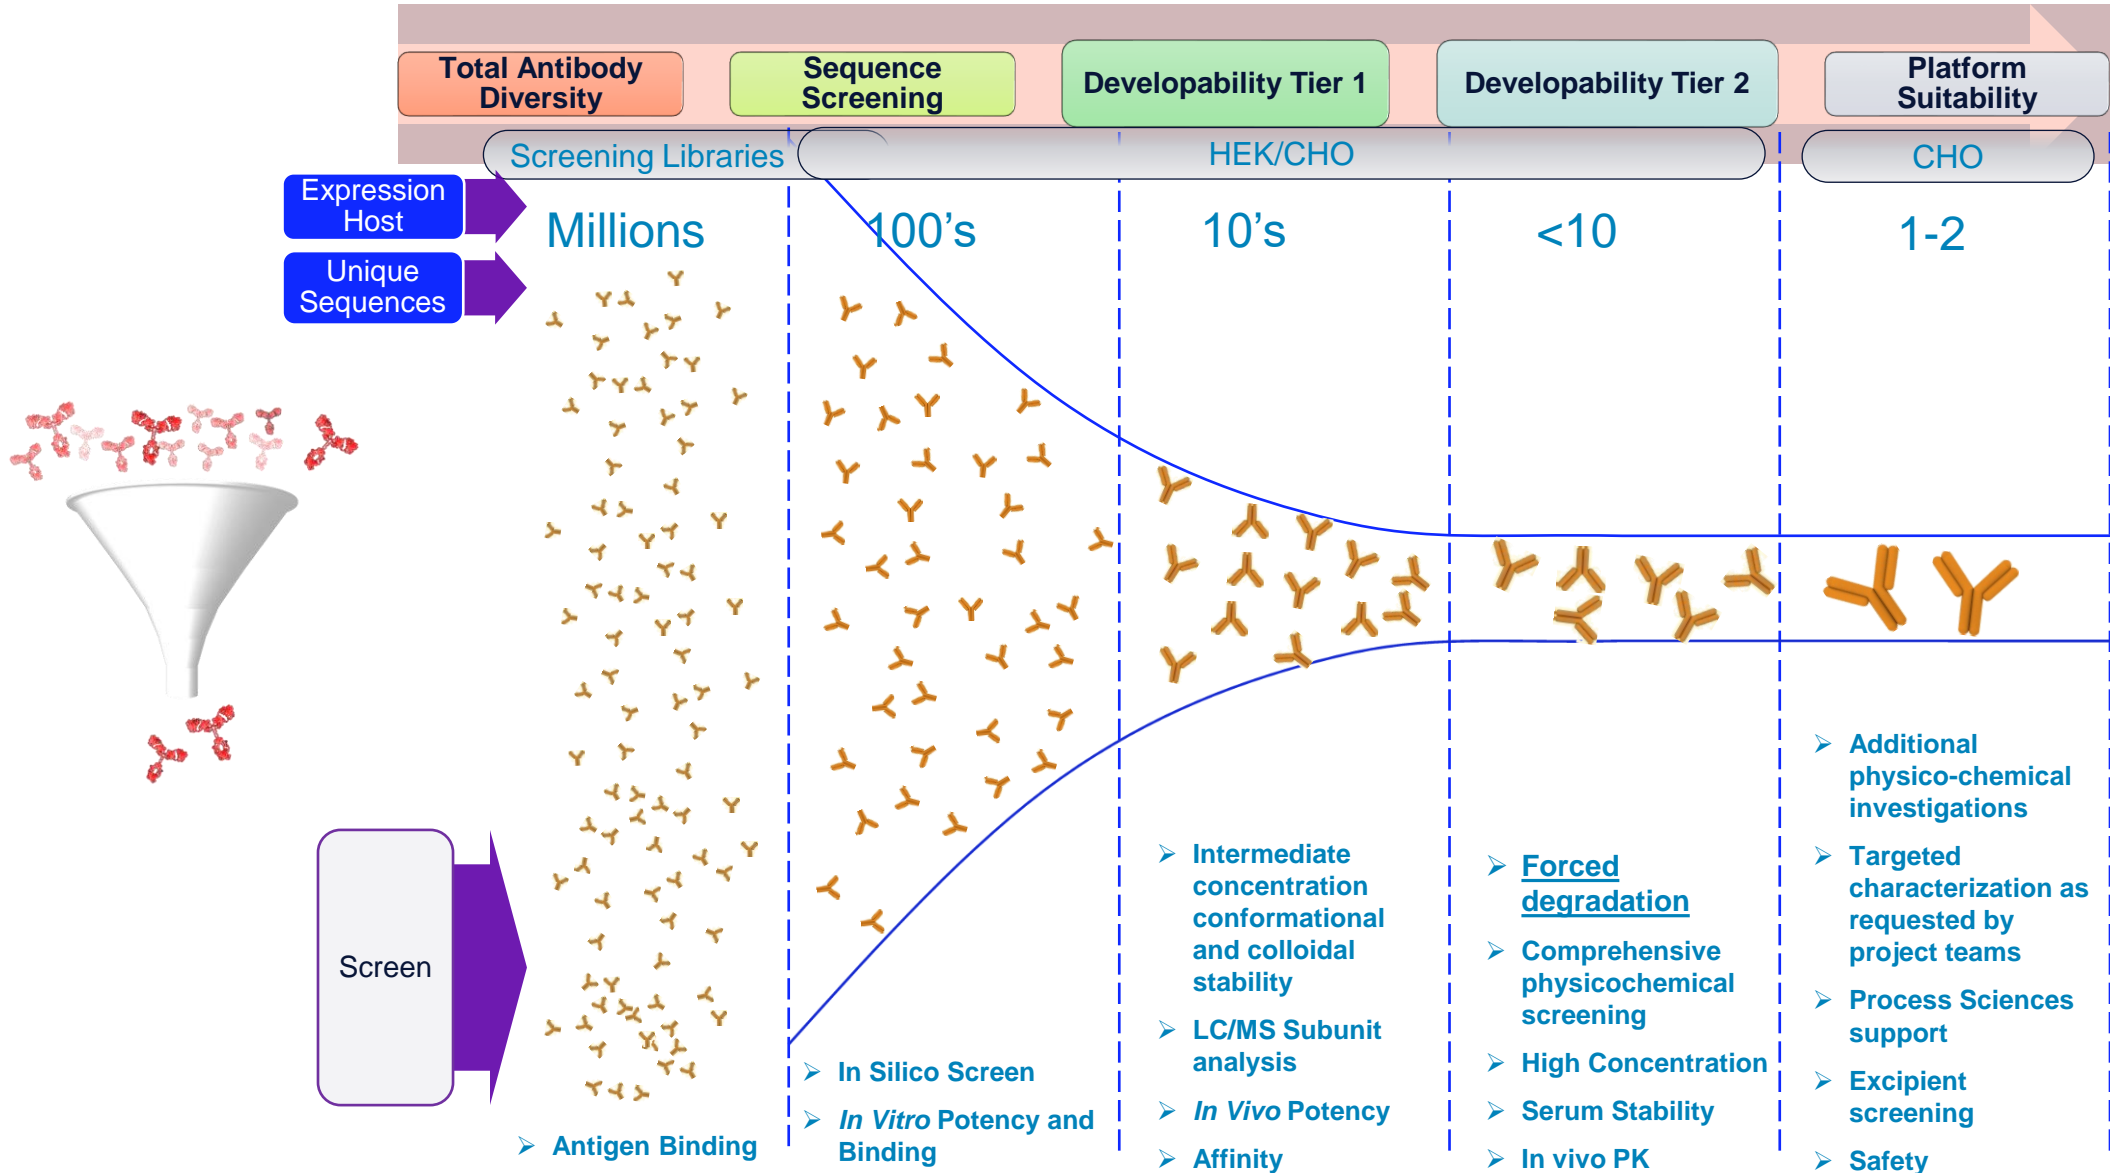 Total Antibody
Diversity
Sequence
Screening
Developability Tier 1
Developability Tier 2
Platform
Suitability
Screening Libraries
HEK/CHO
CHO
Expression
Host
Millions
100’s
10’s
<10
1-2
Unique
Sequences
Screen
➢ Antigen Binding
➢ In Silico Screen
➢ In Vitro Potency and
Binding
➢ Intermediate
concentration
conformational
and colloidal
stability
➢ LC/MS Subunit
analysis
➢ In Vivo Potency
➢ Affinity
➢ Forced
degradation
➢ Comprehensive
physicochemical
screening
➢ High Concentration
➢ Serum Stability
➢ In vivo PK
➢ Additional
physico-chemical
investigations
➢ Targeted
characterization as
requested by
project teams
➢ Process Sciences
support
➢ Excipient
screening
➢ Safety